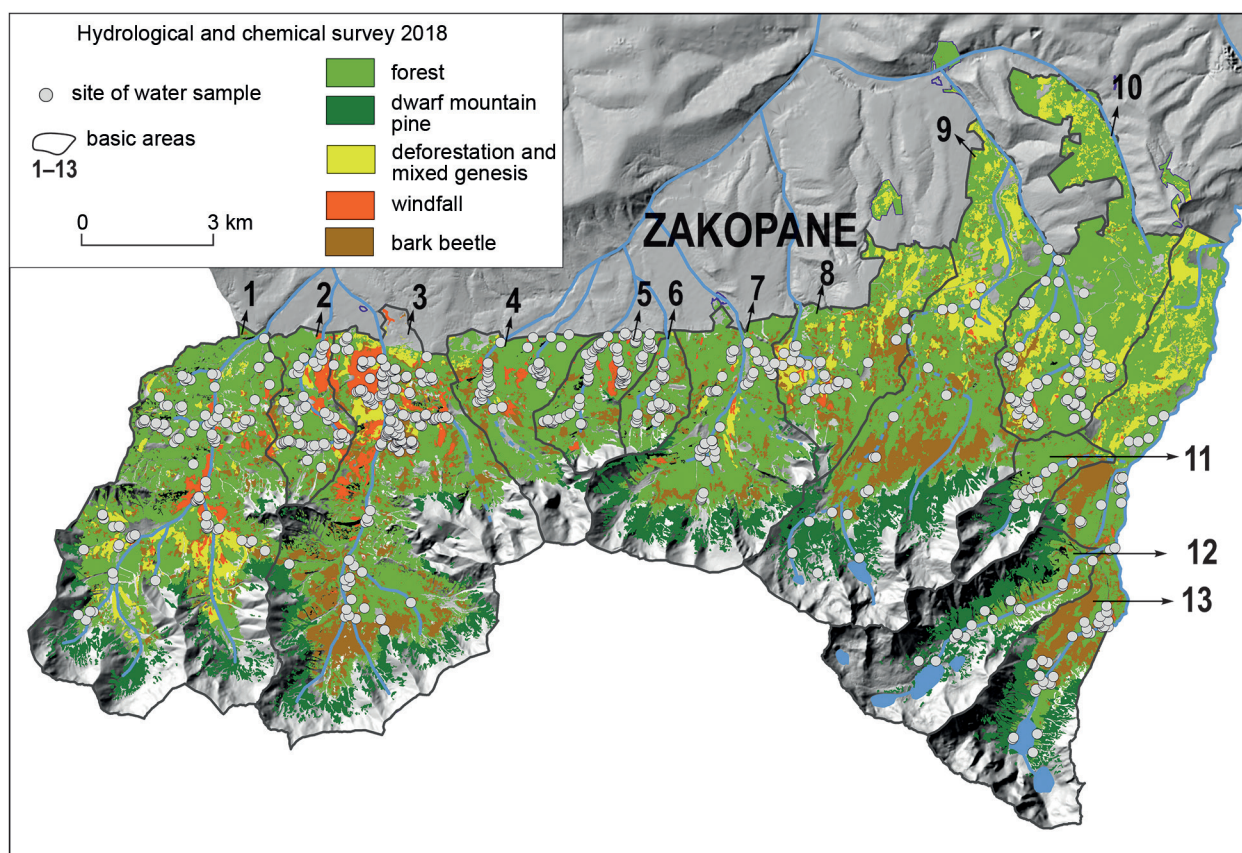 Hydrological and chemical survey 2018
site of water sample
basic areas
1–13
0 3 km
forest
dwarf mountain
pine
deforestation and
mixed genesis
windfall
bark beetle
ZAKOPANE
1
2
3
4
5
6
7
8
9
10
11
12
13